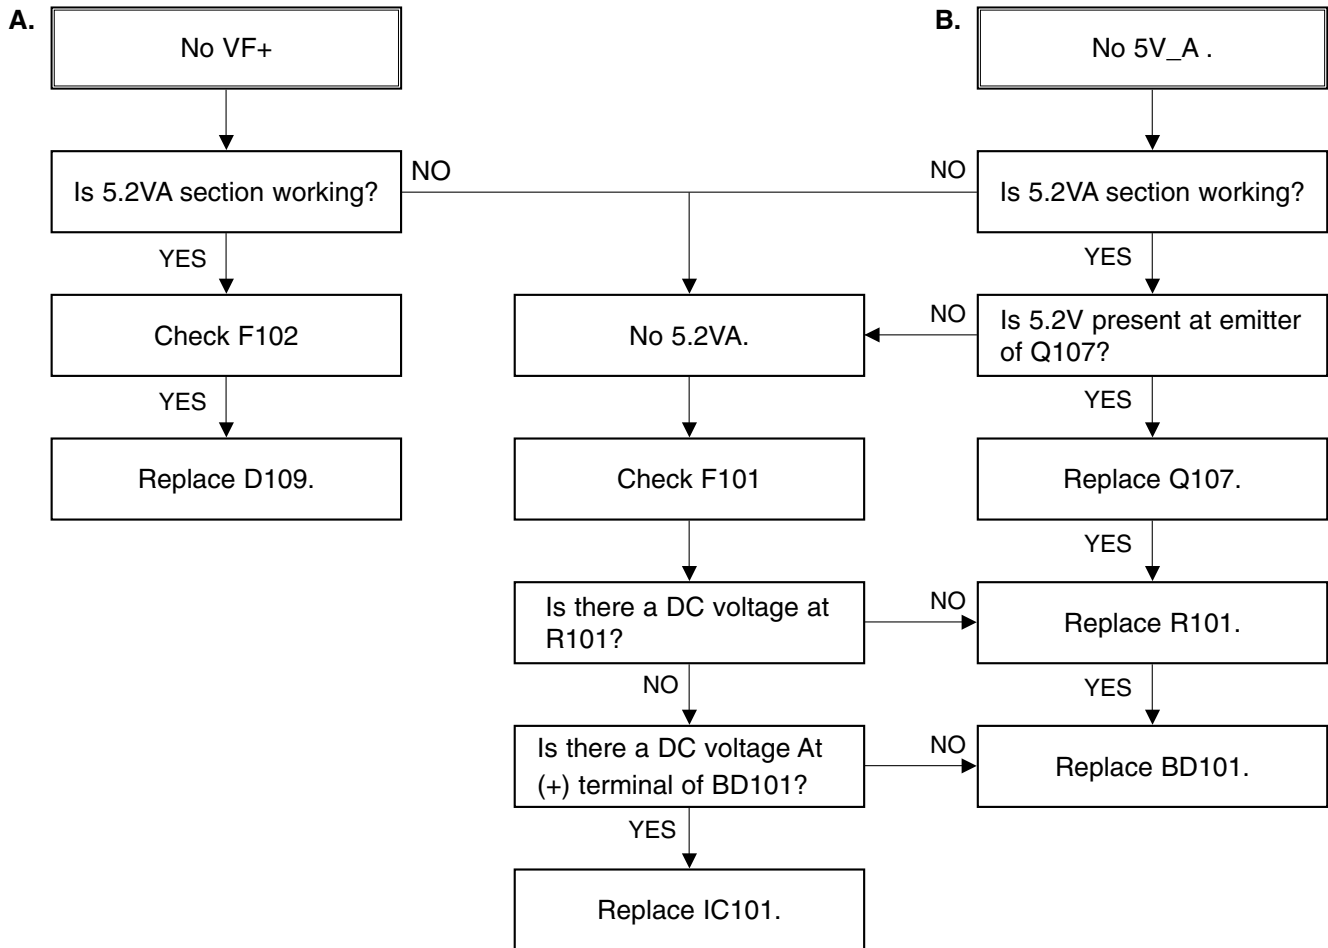 A.
No VF+
Is 5.2VA section working?
NO
YES
Check F102
YES
Replace D109.
No 5.2VA.
Check F101
Is there a DC voltage at
R101?
NO
NO
Is there a DC voltage At
(+) terminal of BD101?
NO
YES
Replace IC101.
B.
No 5V_A .
NO
Is 5.2VA section working?
YES
NO
Is 5.2V present at emitter
of Q107?
YES
Replace Q107.
YES
Replace R101.
YES
Replace BD101.